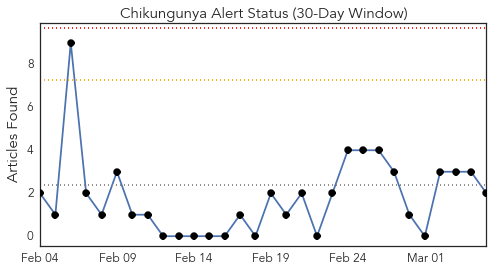 Chikungunya Alert Status (30-Day Window)
Articles Found
8
6
4
2
0
Feb 04 Feb 09 Feb 14 Feb 19 Feb 24 Mar 01